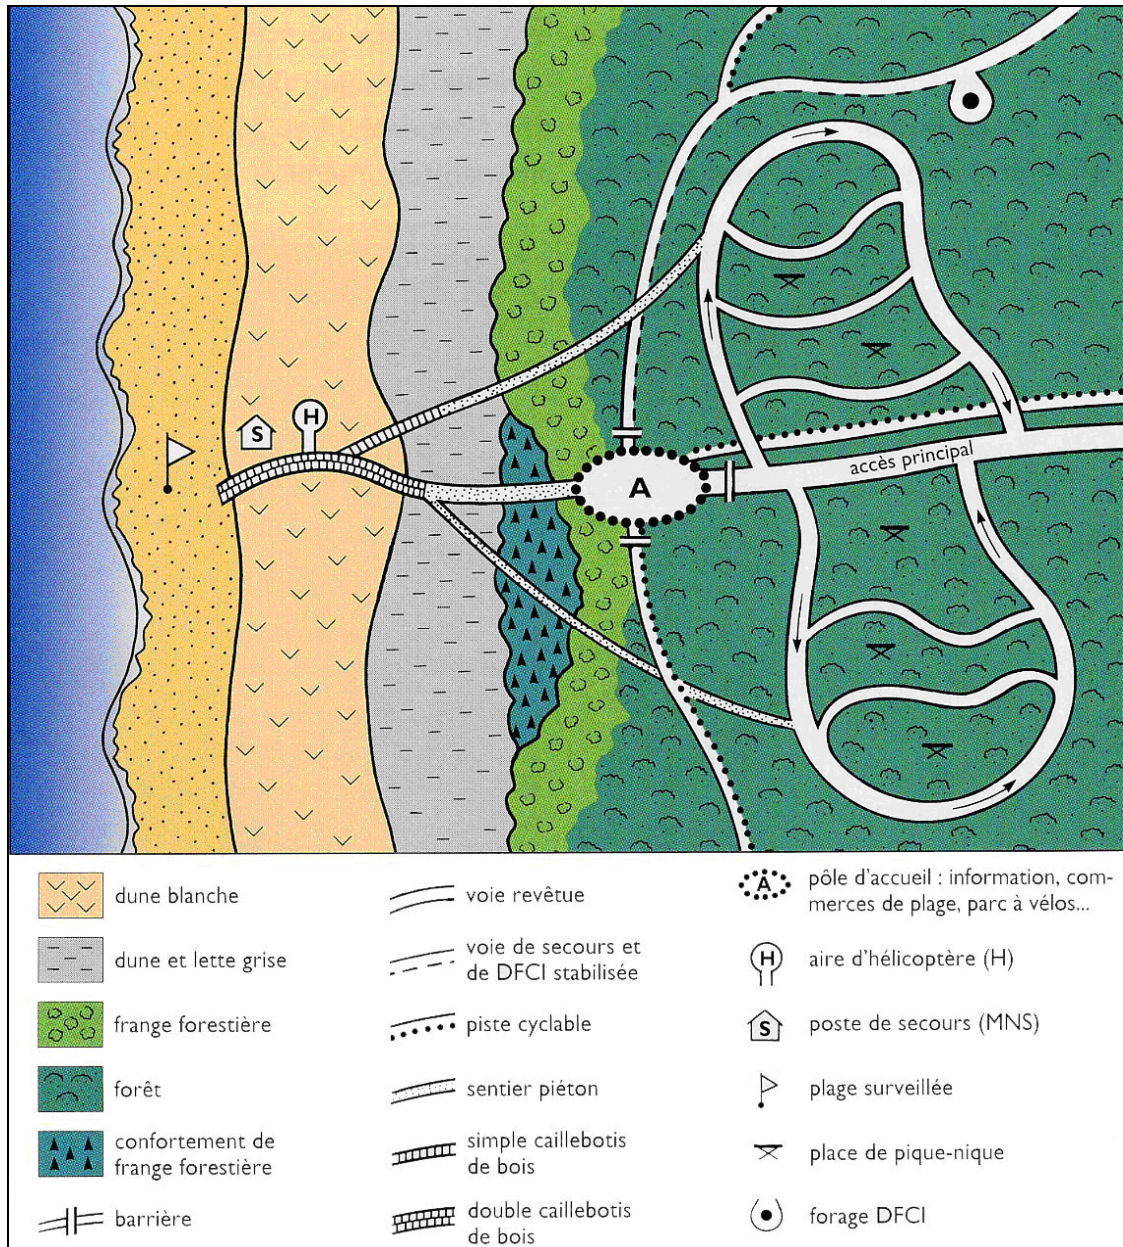 H
S
A
accès principal
dune blanche
dune et lette grise
frange forestière
forêt
confortement de
frange forestière
barrière
voie revêtue
voie de secours et
de DFCI stabilisée
piste cyclable
sentier piéton
simple caillebotis
de bois
double caillebotis
de bois
A
pôle d'accueil : information, com-
merces de plage, parc à vélos...
H
aire d'hélicoptère (H)
S
poste de secours (MNS)
plage surveillée
place de pique-nique
forage DFCI